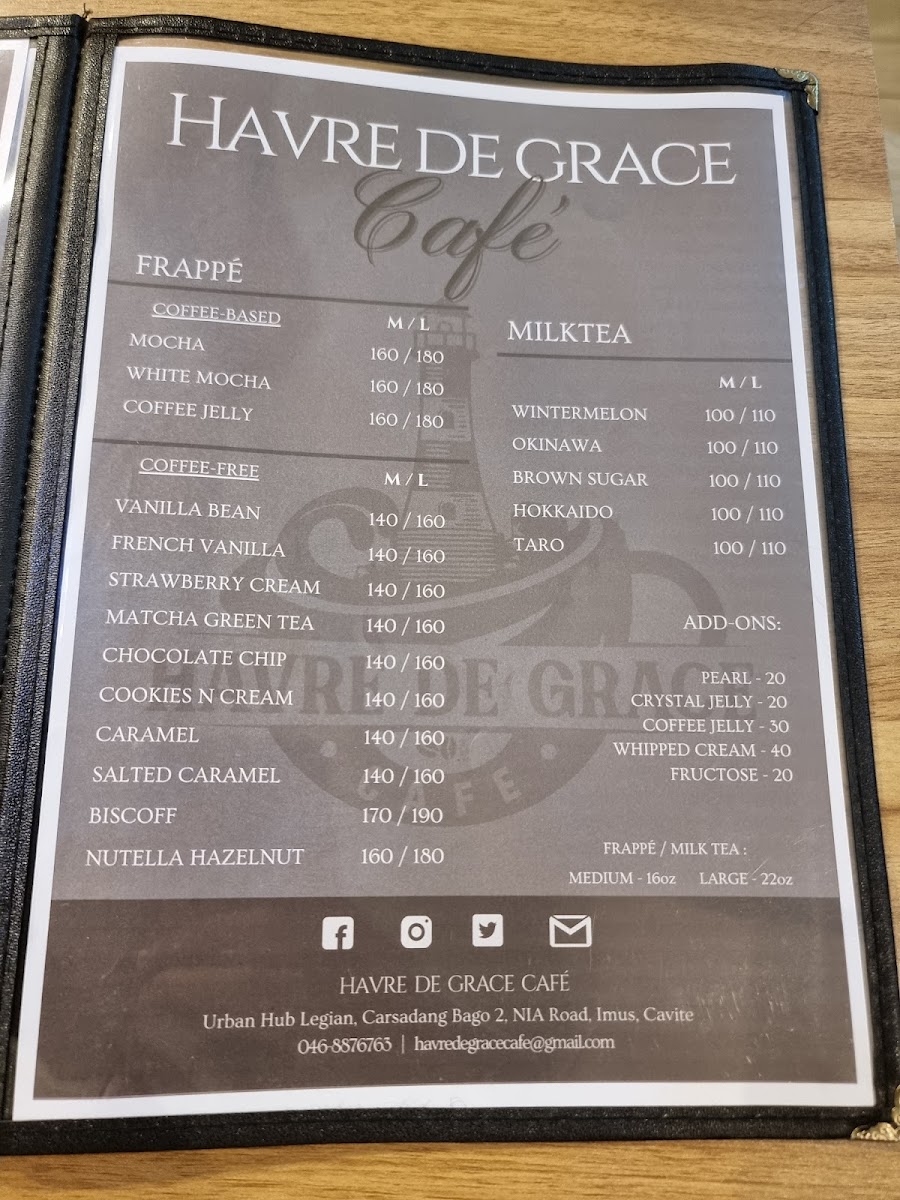 HAVRE DE GRACE
Café
FRAPPÉ
COFFEE-BASED M / L
MOCHA 160 / 180
WHITE MOCHA 160 / 180
COFFEE JELLY 160 / 180
COFFEE-FREE M / L
VANILLA BEAN 140 / 160
FRENCH VANILLA 140 / 160
STRAWBERRY CREAM 140 / 160
MATCHA GREEN TEA 140 / 160
CHOCOLATE CHIP 140 / 160
COOKIES N CREAM 140 / 160
CARAMEL 140 / 160
SALTED CARAMEL 140 / 160
BISCOFF 170 / 190
NUTELLA HAZELNUT 160 / 180
MILKTEA
M / L
WINTERMELON 100 / 110
OKINAWA 100 / 110
BROWN SUGAR 100 / 110
HOKKAIDO 100 / 110
TARO 100 / 110
ADD-ONS:
PEARL - 20
CRYSTAL JELLY - 20
COFFEE JELLY - 30
WHIPPED CREAM - 40
FRUCTOSE - 20
FRAPPÉ / MILK TEA :
MEDIUM - 16oz LARGE - 22oz
HAVRE DE GRACE
CAFE
HAVRE DE GRACE CAFÉ
Urban Hub Legian, Carsadang Bago 2, NIA Road, Imus, Cavite
046-8876763 | havredegracecafe@gmail.com